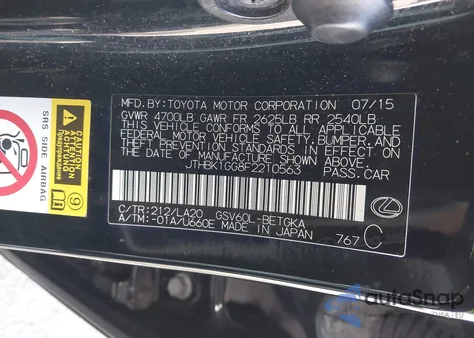 MFD.BY:TOYOTA MOTOR CORPORATION 07/15
GVWR 4700LB GAWR FR 2625LB RR 2540LB
THIS VEHICLE CONFORMS TO ALL APPLICABLE
FEDERAL MOTOR VEHICLE SAFETY, BUMPER, AND
THEFT PREVENTION STANDARDS IN EFFECT ON
THE DATE OF MANUFACTURE SHOWN ABOVE.
JTHBK1GG8F2210563 PASS.CAR
C/TR:212/LA20 GSV60L-BETGKA
A/TM:-01A/U660E MADE IN JAPAN 767 C
SRS SIDE AIRBAG
autoSnap